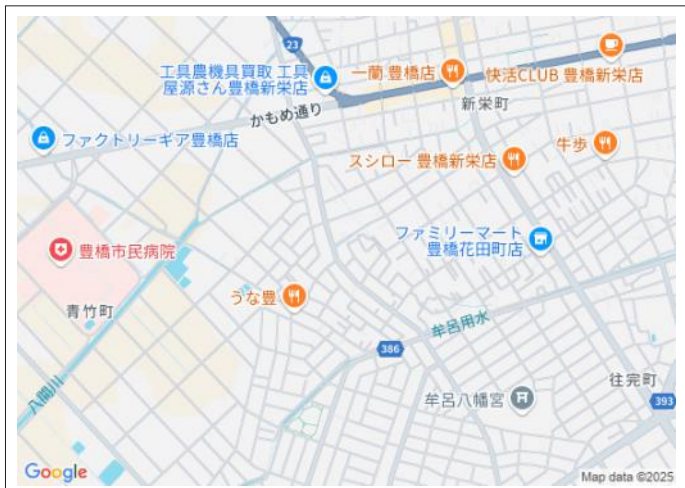 23
工具農機具買取 工具
屋源さん豊橋新栄店
一蘭 豊橋店
快活CLUB 豊橋新栄店
新栄町
かもめ通り
ファクトリーギア豊橋店
スシロー 豊橋新栄店
牛歩
ファミリーマート
豊橋花田町店
豊橋市民病院
青竹町
うな豊
牟呂用水
386
八間川
往完町
牟呂八幡宮
393
Google
Map data ©2025